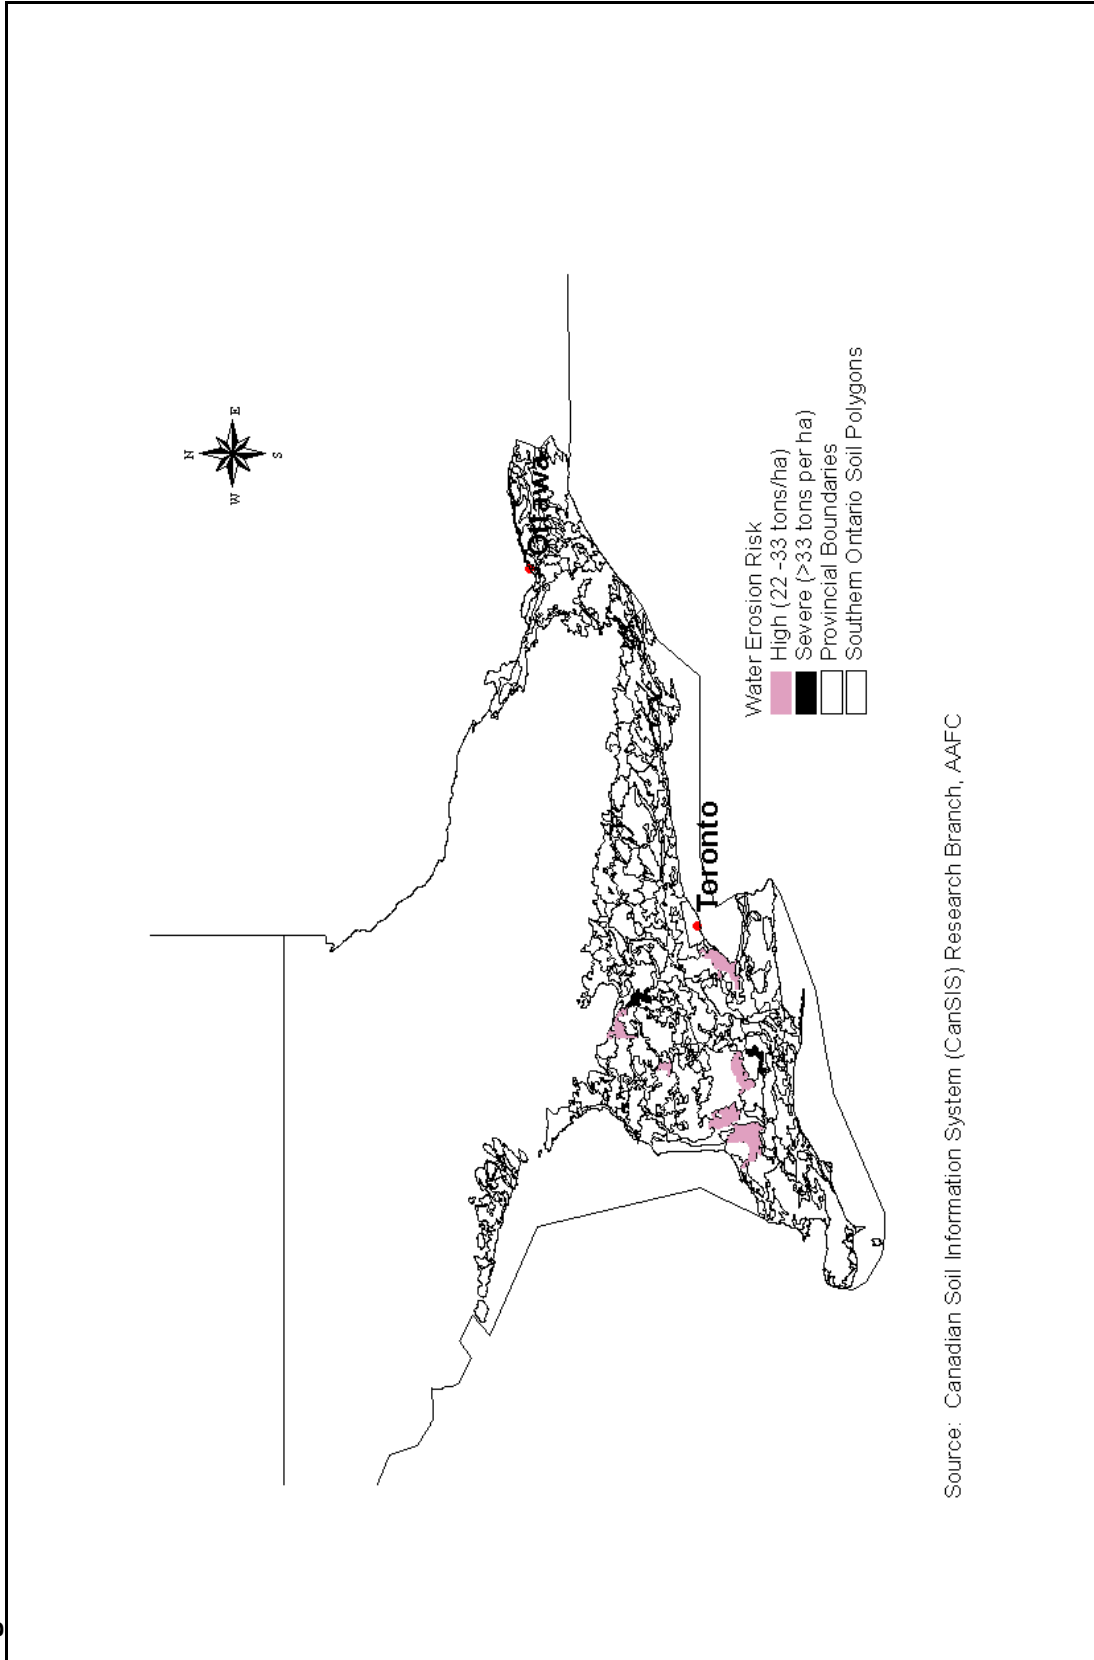 N
W
E
S
Ottawa
Toronto
Water Erosion Risk
High (22 -33 tons/ha)
Severe (>33 tons per ha)
Provincial Boundaries
Southern Ontario Soil Polygons
Source: Canadian Soil Information System (CanSIS) Research Branch, AAFC